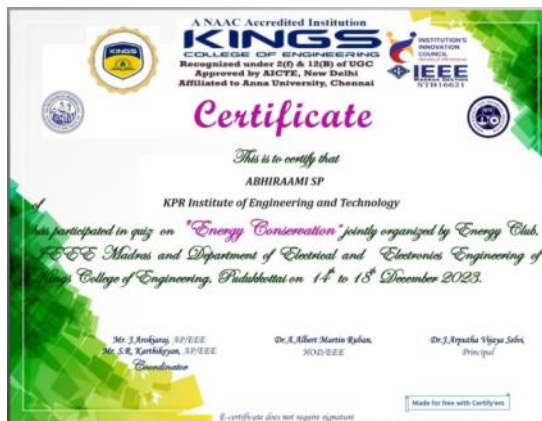 A NAAC Accredited Institution
KINGS
COLLEGE OF ENGINEERING
Recognized under 2(f) & 12(B) of UGC
Approved by AICTE, New Delhi
Affiliated to Anna University, Chennai
KINGS
INSTITUTION'S
INNOVATION
COUNCIL
IEEE
MADRAS SECTION
STB16621
Certificate
This is to certify that
ABHIRAAMI SP
KPR Institute of Engineering and Technology
of
has participated in quiz on "Energy Conservation" jointly organized by Energy Club,
IEEE Madras and Department of Electrical and Electronics Engineering of
Kings College of Engineering, Pudukkottai on 14th to 18th December 2023.
Mr. J.Arokiaraj, AP/EEE
Mr. S.R. Karthikeyan, AP/EEE
Coordinator
Dr.A.Albert Martin Ruban,
HOD/EEE
Dr.J.Arputha Vijaya Selvi,
Principal
Made for free with Certify'em
E-certificate does not require signature